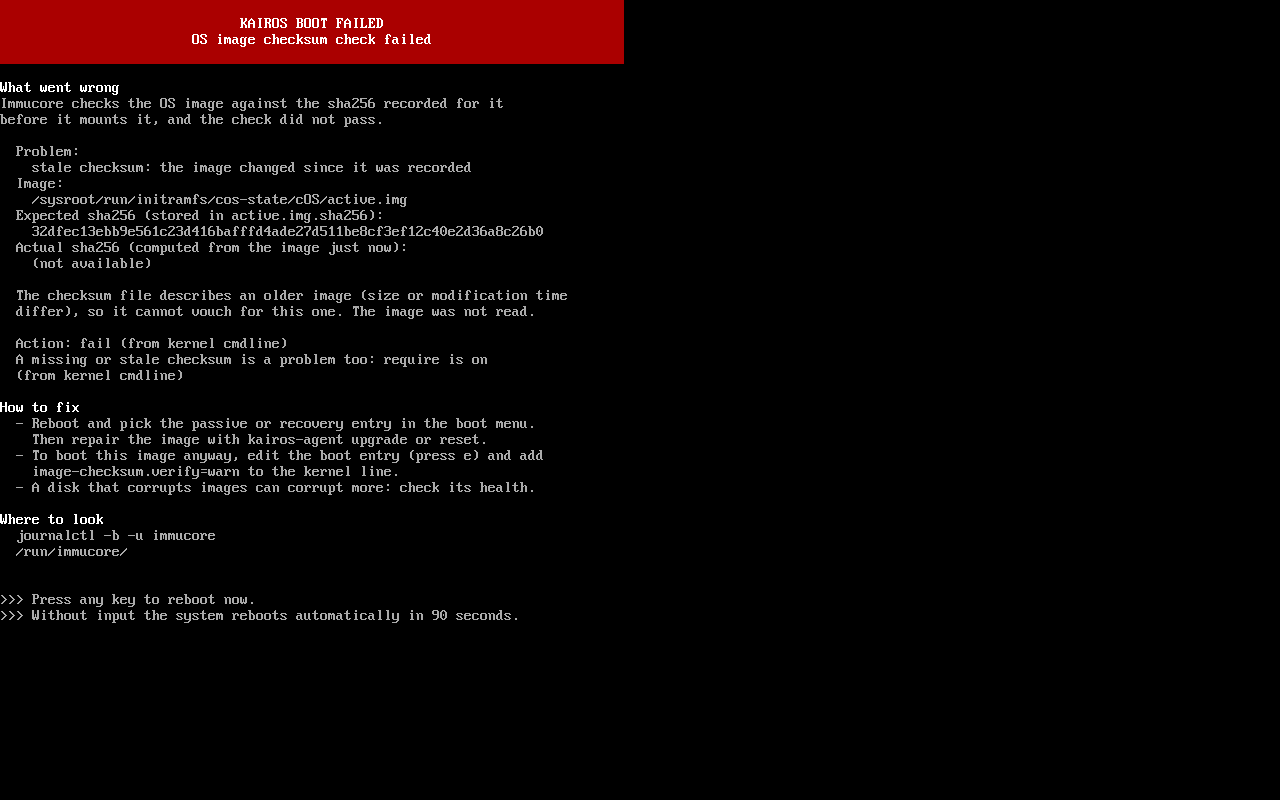 KAIROS BOOT FAILED
OS image checksum check failed
What went wrong
Immucore checks the OS image against the sha256 recorded for it
before it mounts it, and the check did not pass.
Problem:
stale checksum: the image changed since it was recorded
Image:
/sysroot/run/initramfs/cos-state/cOS/active.img
Expected sha256 (stored in active.img.sha256):
32dfec13ebb9e561c23d416bafffd4ade27d511be8cf3ef12c40e2d36a8c26b0
Actual sha256 (computed from the image just now):
(not available)
The checksum file describes an older image (size or modification time
differ), so it cannot vouch for this one. The image was not read.
Action: fail (from kernel cmdline)
A missing or stale checksum is a problem too: require is on
(from kernel cmdline)
How to fix
- Reboot and pick the passive or recovery entry in the boot menu.
Then repair the image with kairos-agent upgrade or reset.
- To boot this image anyway, edit the boot entry (press e) and add
image-checksum.verify=warn to the kernel line.
- A disk that corrupts images can corrupt more: check its health.
Where to look
journalctl -b -u immucore
/run/immucore/
>>> Press any key to reboot now.
>>> Without input the system reboots automatically in 90 seconds.